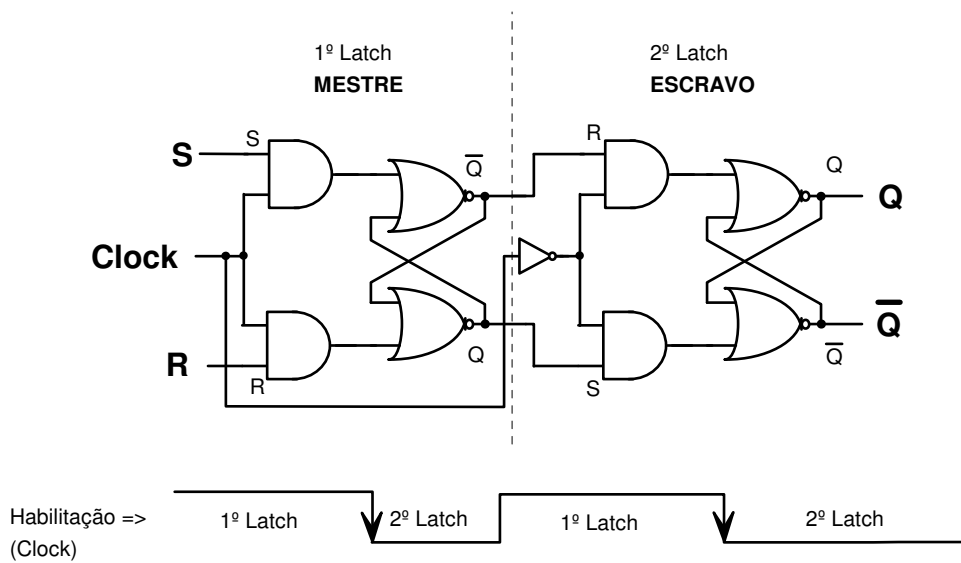 1º Latch
MESTRE
2º Latch
ESCRAVO
S
S
Q̅
R
Q
Q
Clock
R
R
Q
S
Q̅
Q̅
Habilitação =>
(Clock)
1º Latch
2º Latch
1º Latch
2º Latch